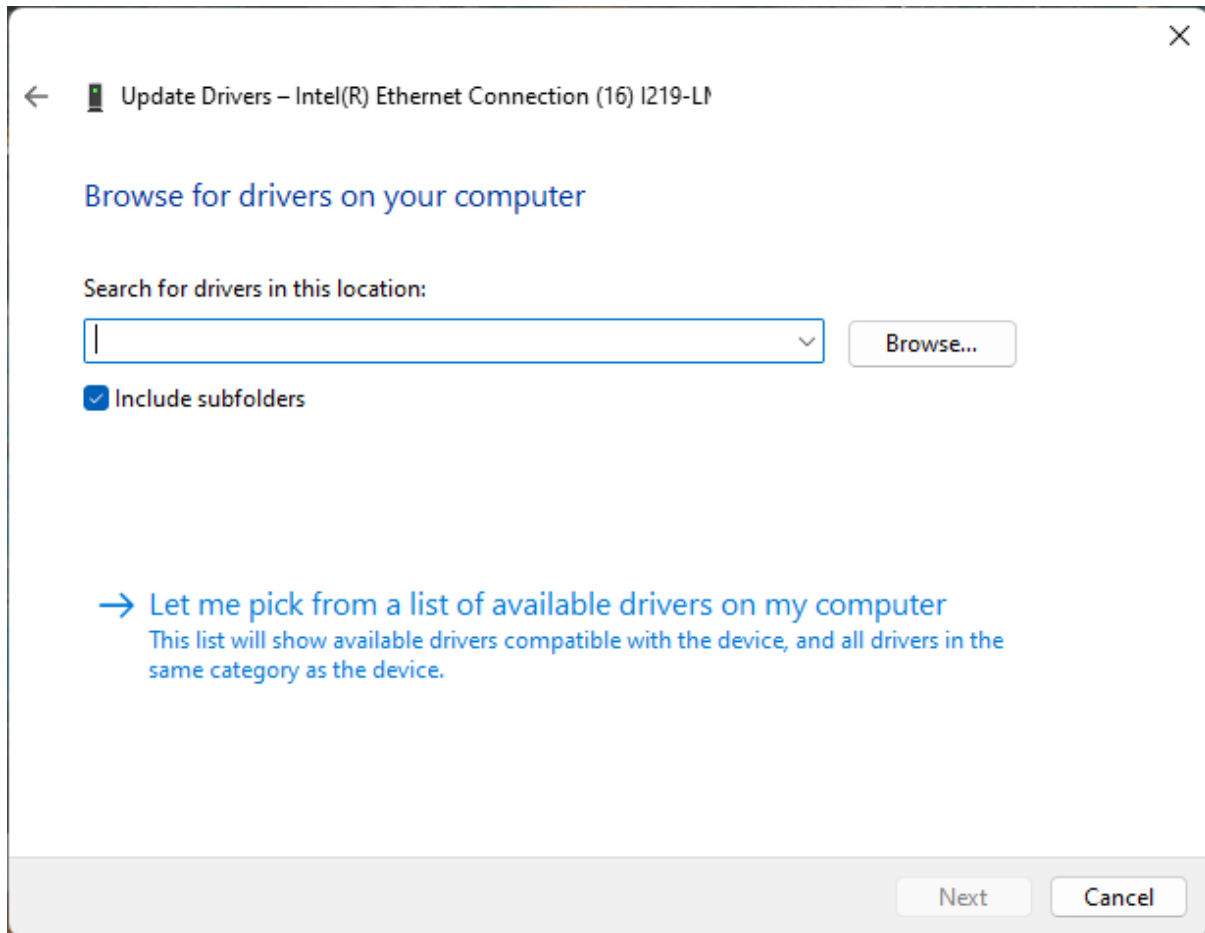 Update Drivers – Intel(R) Ethernet Connection (16) I219-LM
Browse for drivers on your computer
Search for drivers in this location:
Browse...
Include subfolders
Let me pick from a list of available drivers on my computer
This list will show available drivers compatible with the device, and all drivers in the
same category as the device.
Next
Cancel